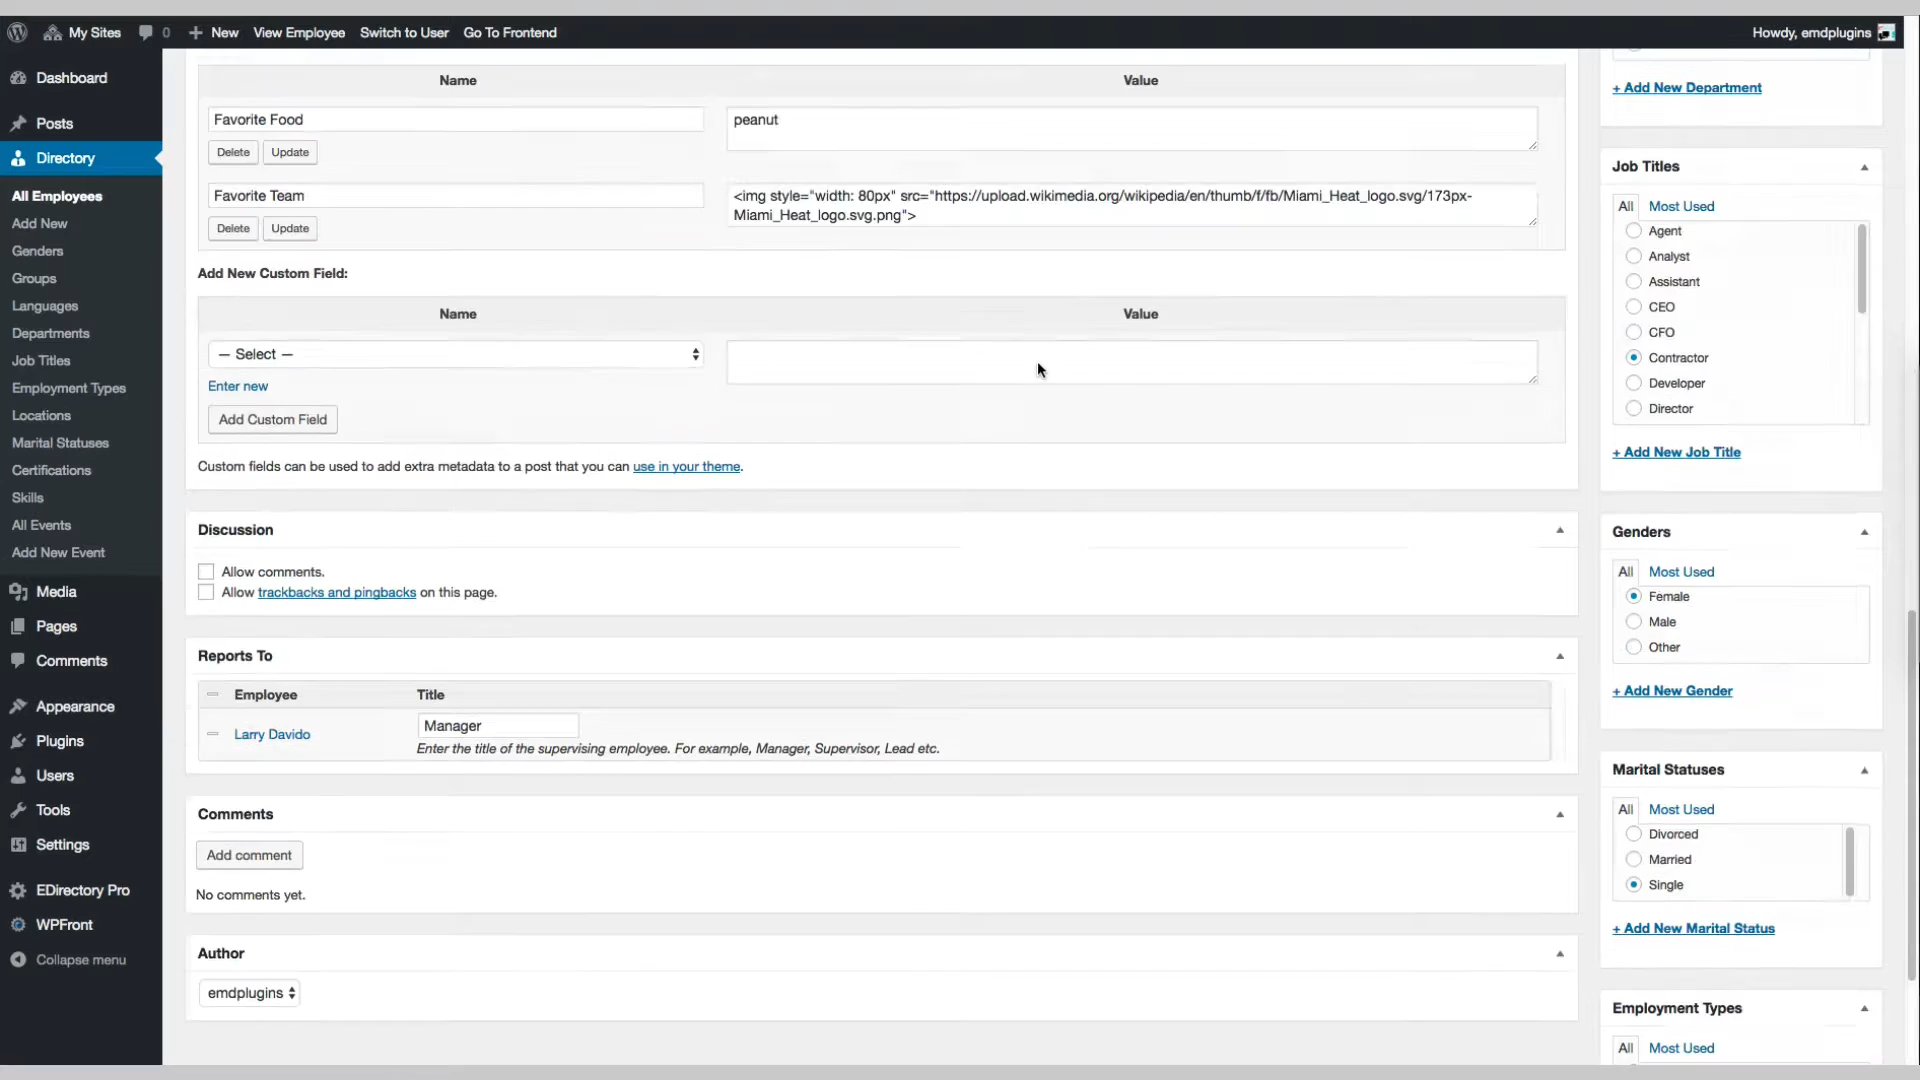 My Sites
0
New
View Employee
Switch to User
Go To Frontend
Howdy, emdplugins
Dashboard
Posts
Directory
All Employees
Add New
Genders
Groups
Languages
Departments
Job Titles
Employment Types
Locations
Marital Statuses
Certifications
Skills
All Events
Add New Event
Media
Pages
Comments
Appearance
Plugins
Users
Tools
Settings
EDirectory Pro
WPFront
Collapse menu
Name
Value
Favorite Food
peanut
Delete
Update
Favorite Team
<img style="width: 80px" src="https://upload.wikimedia.org/wikipedia/en/thumb/f/fb/Miami_Heat_logo.svg/173px-
Miami_Heat_logo.svg.png">
Delete
Update
Add New Custom Field:
Name
Value
— Select —
Enter new
Add Custom Field
Custom fields can be used to add extra metadata to a post that you can use in your theme.
Discussion
Allow comments.
Allow trackbacks and pingbacks on this page.
Reports To
Employee
Title
Larry Davido
Manager
Enter the title of the supervising employee. For example, Manager, Supervisor, Lead etc.
Comments
Add comment
No comments yet.
Author
emdplugins
+ Add New Department
Job Titles
All
Most Used
Agent
Analyst
Assistant
CEO
CFO
Contractor
Developer
Director
+ Add New Job Title
Genders
All
Most Used
Female
Male
Other
+ Add New Gender
Marital Statuses
All
Most Used
Divorced
Married
Single
+ Add New Marital Status
Employment Types
All
Most Used